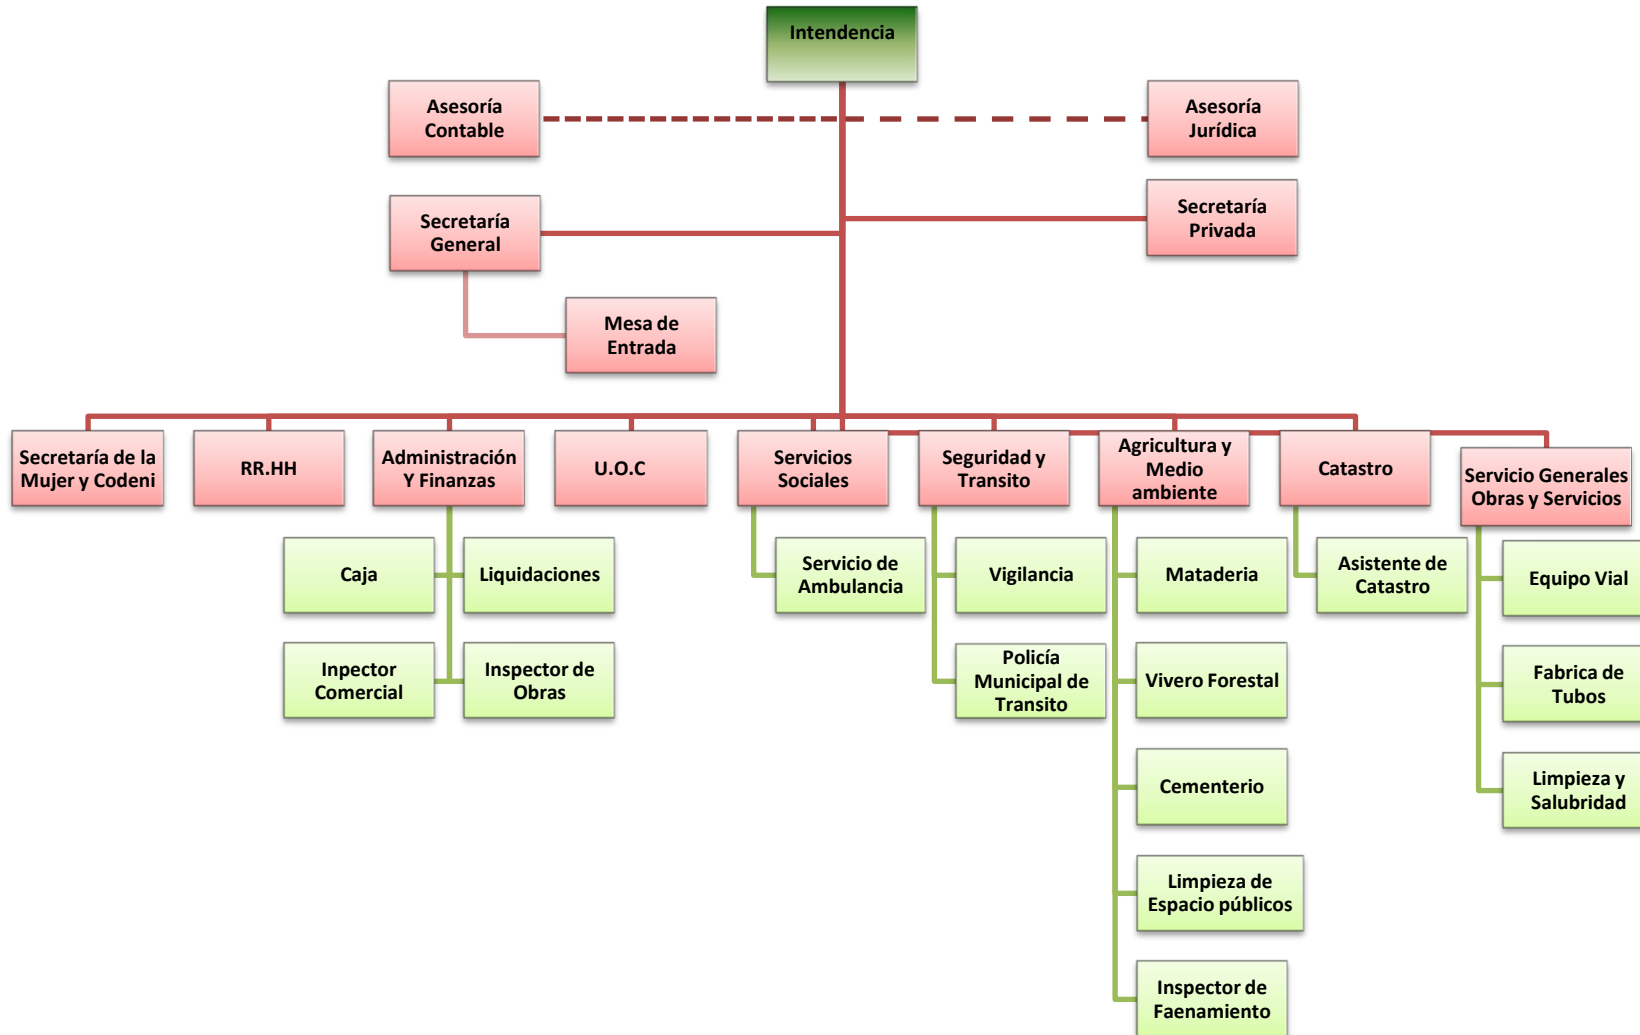 Intendencia
Asesoría
Contable
Asesoría
Jurídica
Secretaría
General
Secretaría
Privada
Mesa de
Entrada
Secretaría de la
Mujer y Codeni
RR.HH
Administración
Y Finanzas
U.O.C
Servicios
Sociales
Seguridad y
Transito
Agricultura y
Medio
ambiente
Catastro
Servicio Generales
Obras y Servicios
Caja
Liquidaciones
Inpector
Comercial
Inspector de
Obras
Servicio de
Ambulancia
Vigilancia
Policía
Municipal de
Transito
Mataderia
Vivero Forestal
Cementerio
Limpieza de
Espacio públicos
Inspector de
Faenamiento
Asistente de
Catastro
Equipo Vial
Fabrica de
Tubos
Limpieza y
Salubridad